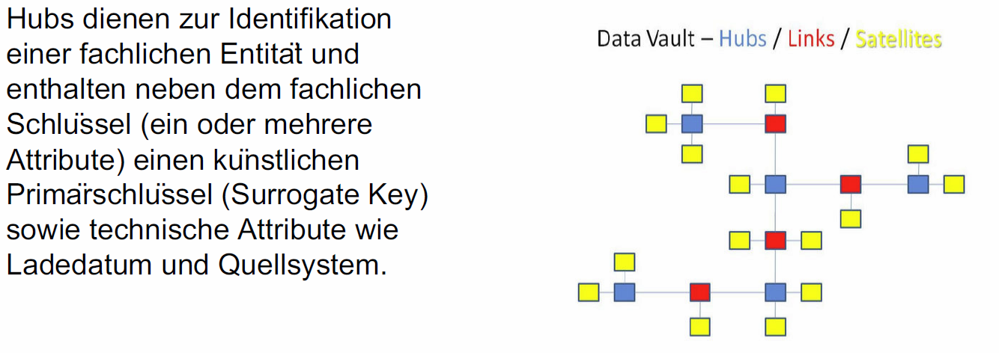 Hubs dienen zur Identifikation
einer fachlichen Entität und
enthalten neben dem fachlichen
Schlüssel (ein oder mehrere
Attribute) einen künstlichen
Primärschlüssel (Surrogate Key)
sowie technische Attribute wie
Ladedatum und Quellsystem.
Data Vault – Hubs / Links / Satellites